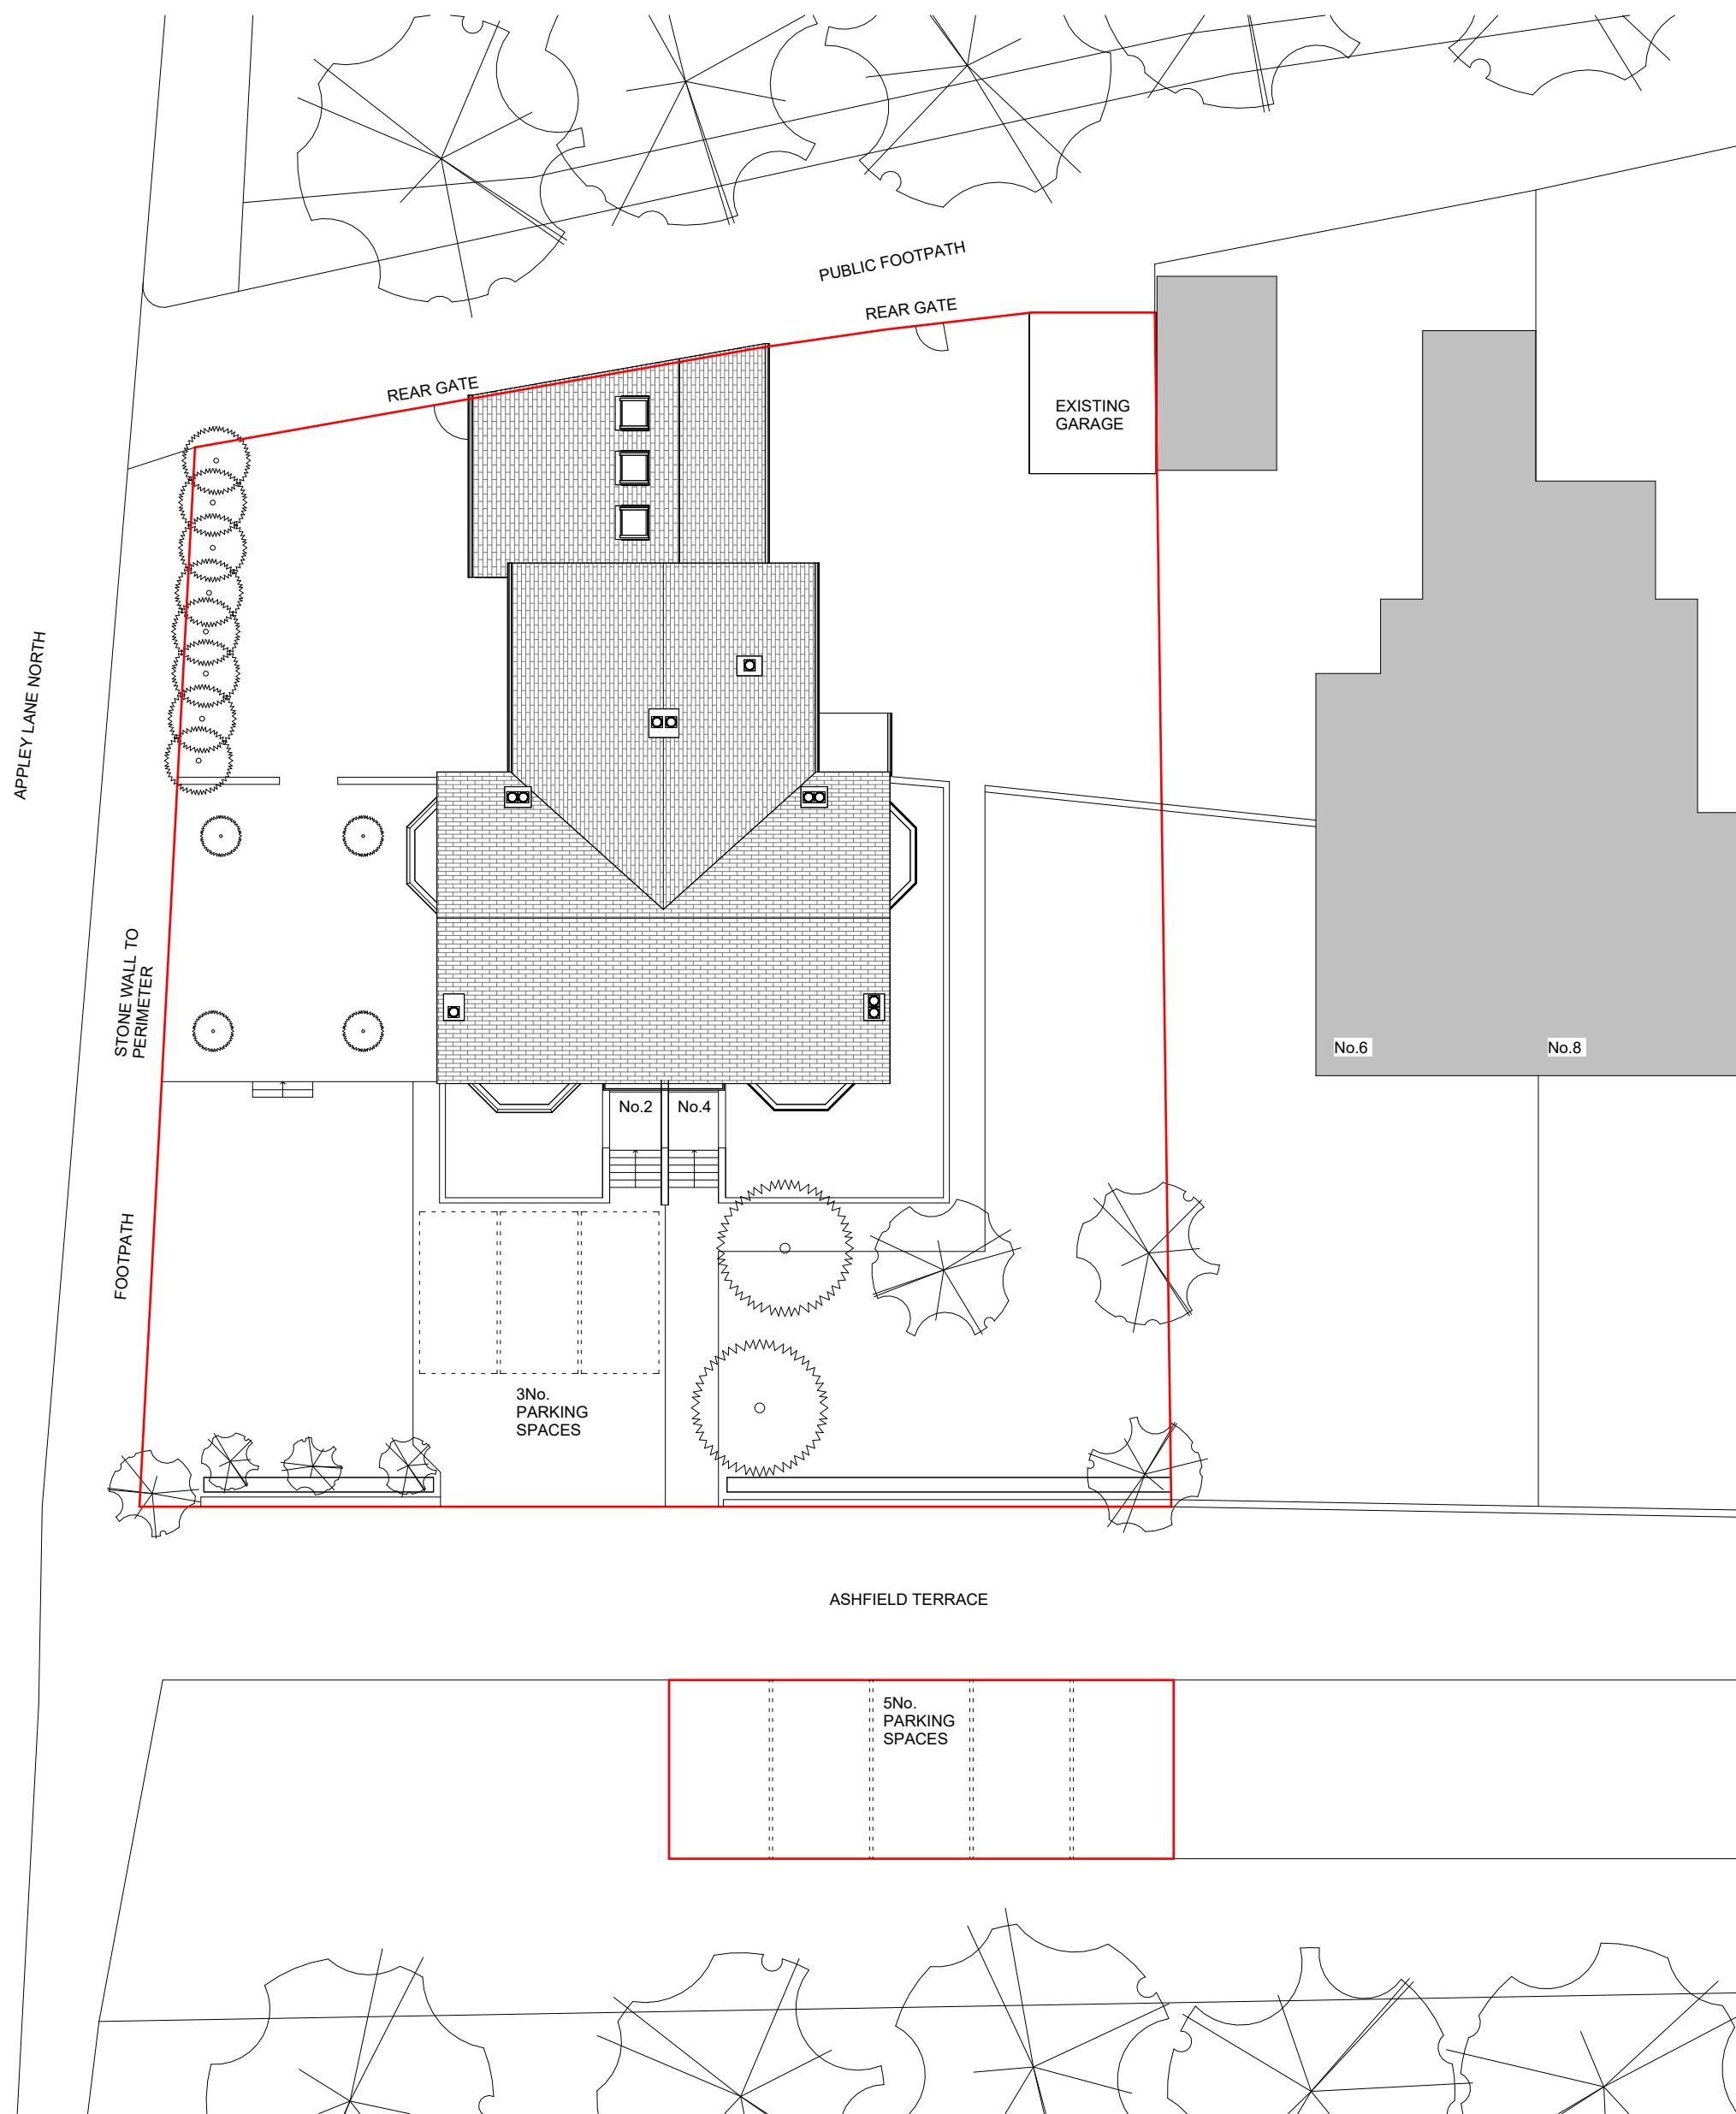 PUBLIC FOOTPATH
REAR GATE
REAR GATE
EXISTING
GARAGE
APPLEY LANE NORTH
STONE WALL TO
PERIMETER
No.6
No.8
No.2
No.4
FOOTPATH
3No.
PARKING
SPACES
ASHFIELD TERRACE
5No.
PARKING
SPACES